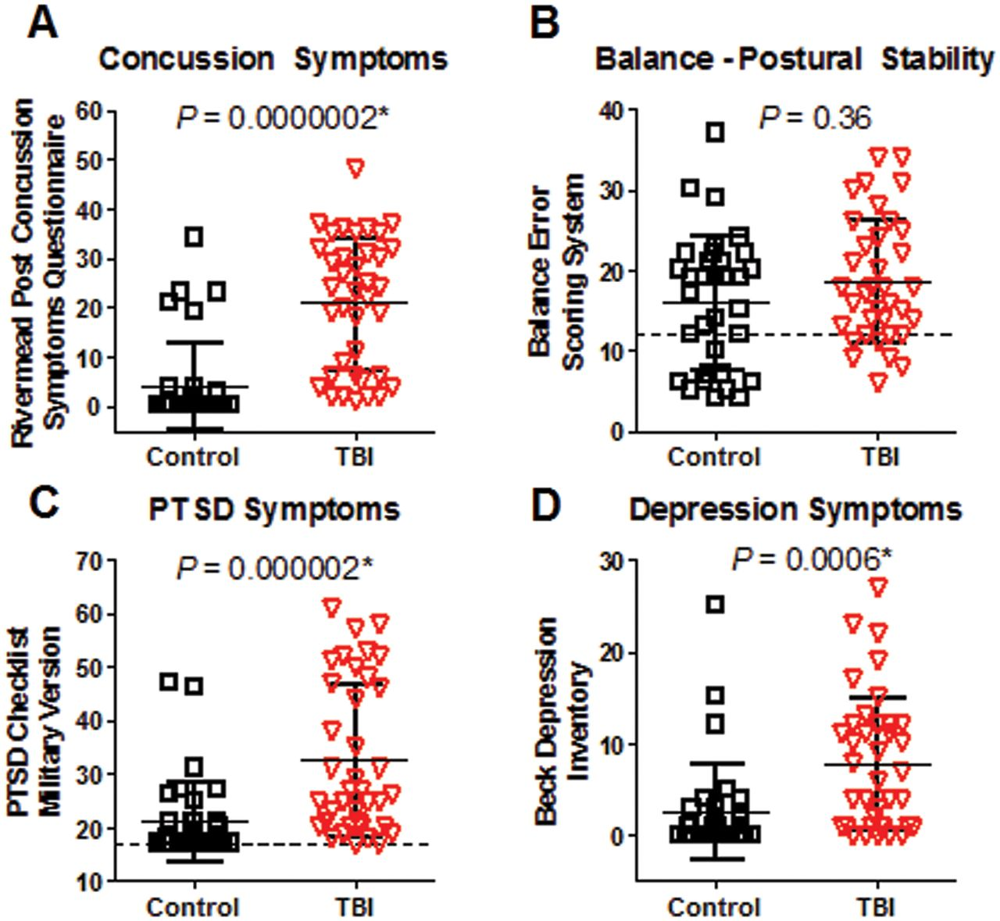 A
Concussion Symptoms
P = 0.0000002*
Rivermead Post Concussion
Symptoms Questionnaire
60
50
40
30
20
10
0
Control
TBI
B
Balance - Postural Stability
P = 0.36
Balance Error
Scoring System
40
30
20
10
0
Control
TBI
C
PTSD Symptoms
P = 0.000002*
PTSD Checklist
Military Version
70
60
50
40
30
20
10
Control
TBI
D
Depression Symptoms
P = 0.0006*
Beck Depression
Inventory
30
20
10
0
Control
TBI